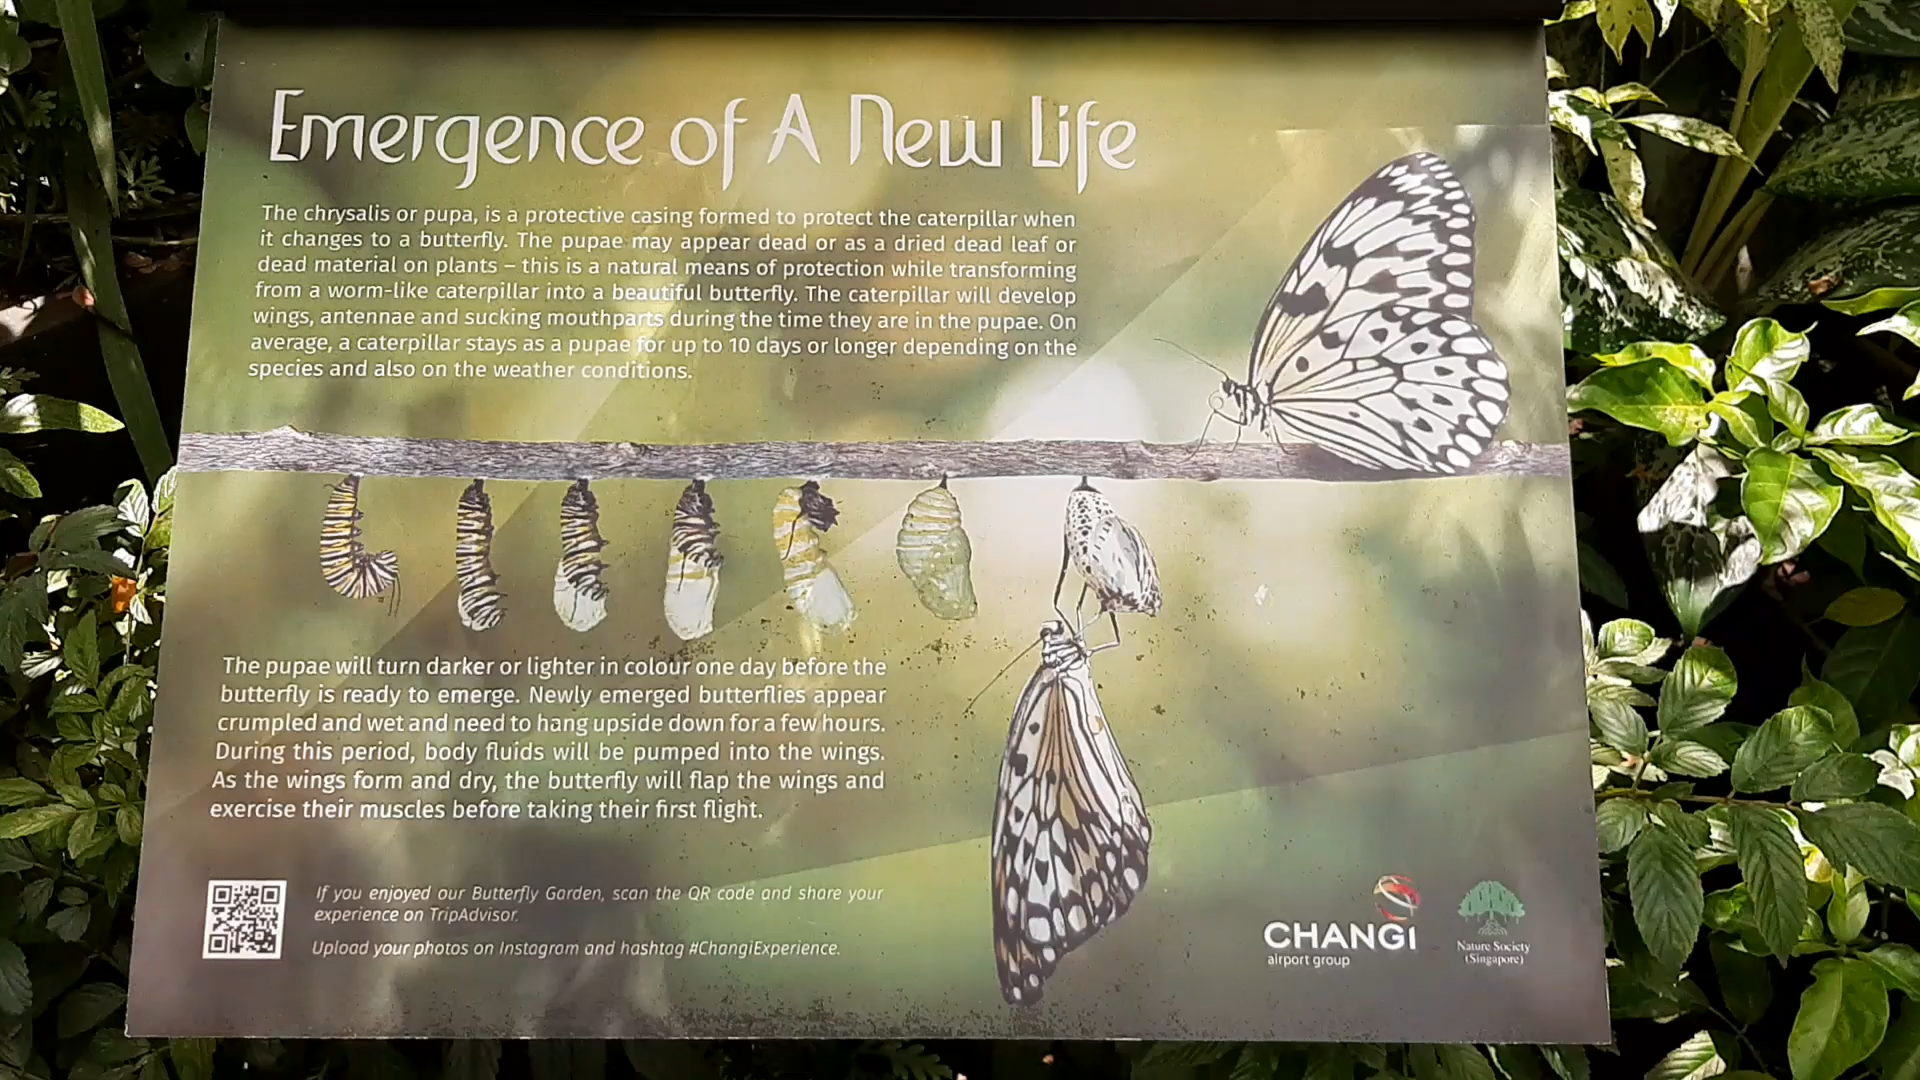 Emergence of A New Life
The chrysalis or pupa, is a protective casing formed to protect the caterpillar when
it changes to a butterfly. The pupae may appear dead or as a dried dead leaf or
dead material on plants – this is a natural means of protection while transforming
from a worm-like caterpillar into a beautiful butterfly. The caterpillar will develop
wings, antennae and sucking mouthparts during the time they are in the pupae. On
average, a caterpillar stays as a pupae for up to 10 days or longer depending on the
species and also on the weather conditions.
The pupae will turn darker or lighter in colour one day before the
butterfly is ready to emerge. Newly emerged butterflies appear
crumpled and wet and need to hang upside down for a few hours.
During this period, body fluids will be pumped into the wings.
As the wings form and dry, the butterfly will flap the wings and
exercise their muscles before taking their first flight.
If you enjoyed our Butterfly Garden, scan the QR code and share your
experience on TripAdvisor.
Upload your photos on Instagram and hashtag #ChangiExperience.
CHANGI
airport group
Nature Society
(Singapore)